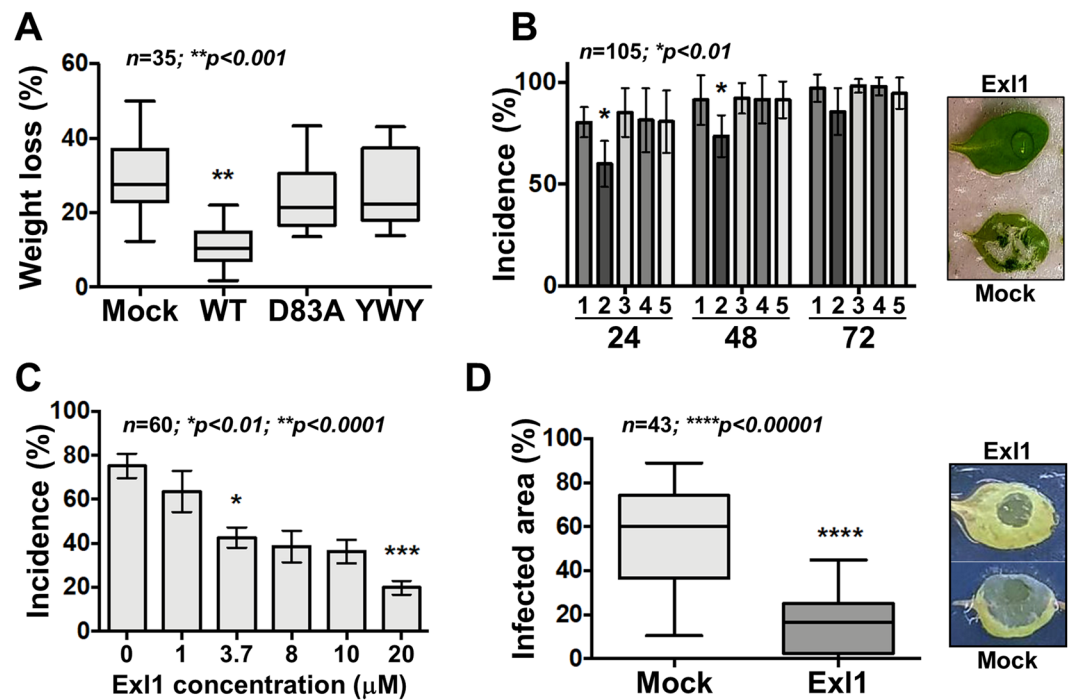 A
n=35; **p<0.001
Weight loss (%)
60
40
20
0
**
Mock WT D83A YWY
B
n=105; *p<0.01
Incidence (%)
100
50
0
*
*
1 2 3 4 5 1 2 3 4 5 1 2 3 4 5
24 48 72
Exl1
Mock
C
n=60; *p<0.01; **p<0.0001
Incidence (%)
100
80
60
40
20
0
*
***
0 1 3.7 8 10 20
Exl1 concentration (μM)
D
n=43; ****p<0.00001
Infected area (%)
100
80
60
40
20
0
****
Mock Exl1
Exl1
Mock